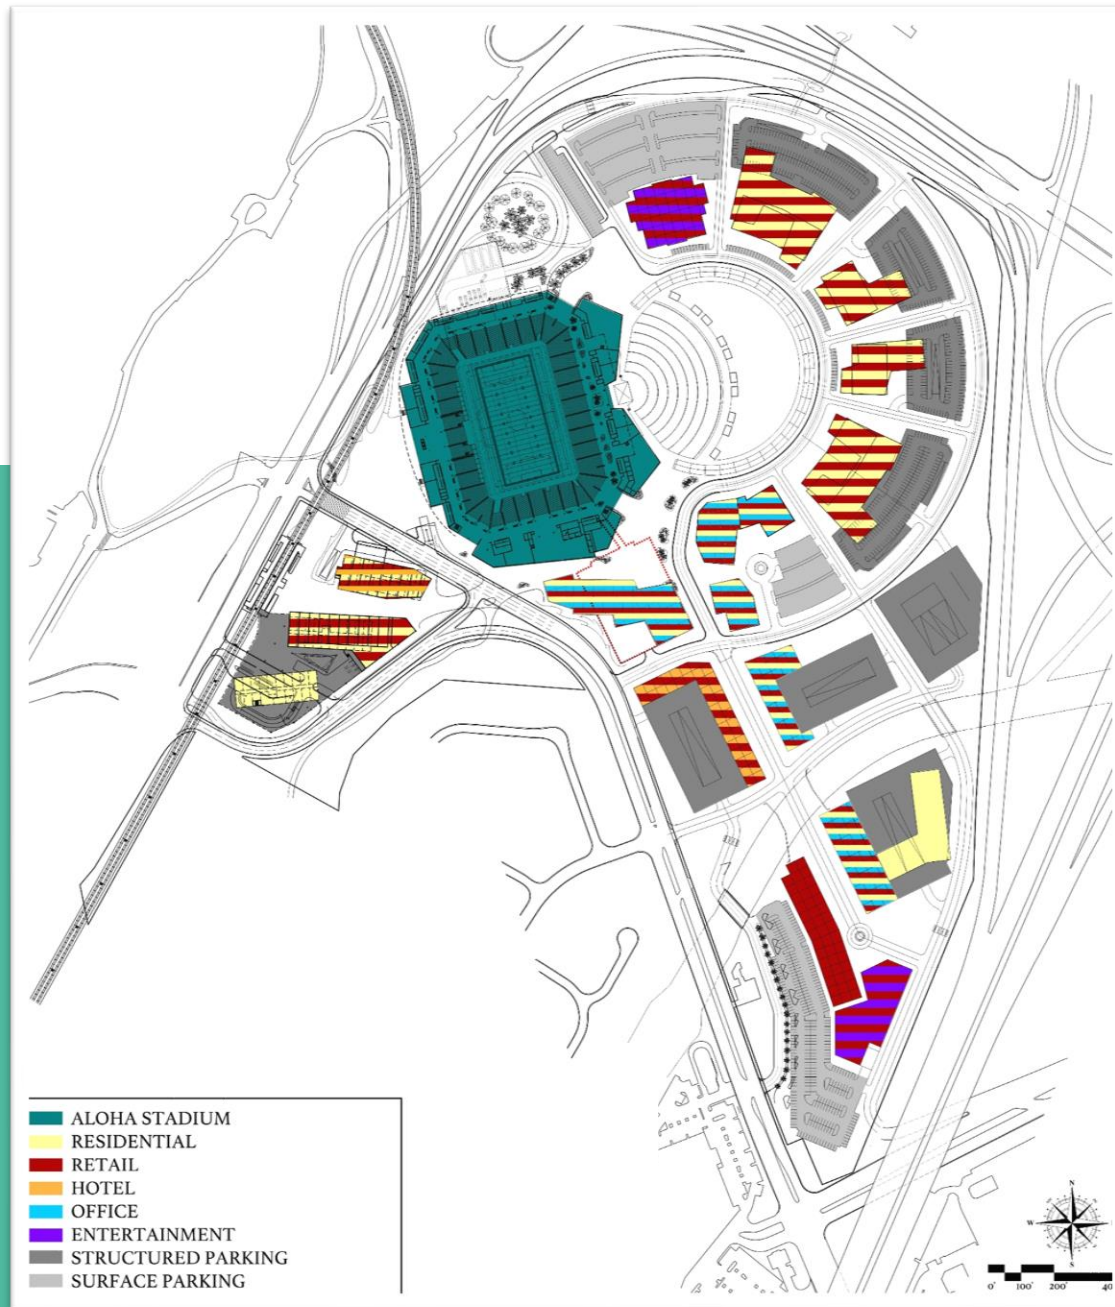 ALOHA STADIUM
RESIDENTIAL
RETAIL
HOTEL
OFFICE
ENTERTAINMENT
STRUCTURED PARKING
SURFACE PARKING
N
W
S
0' 100' 200'